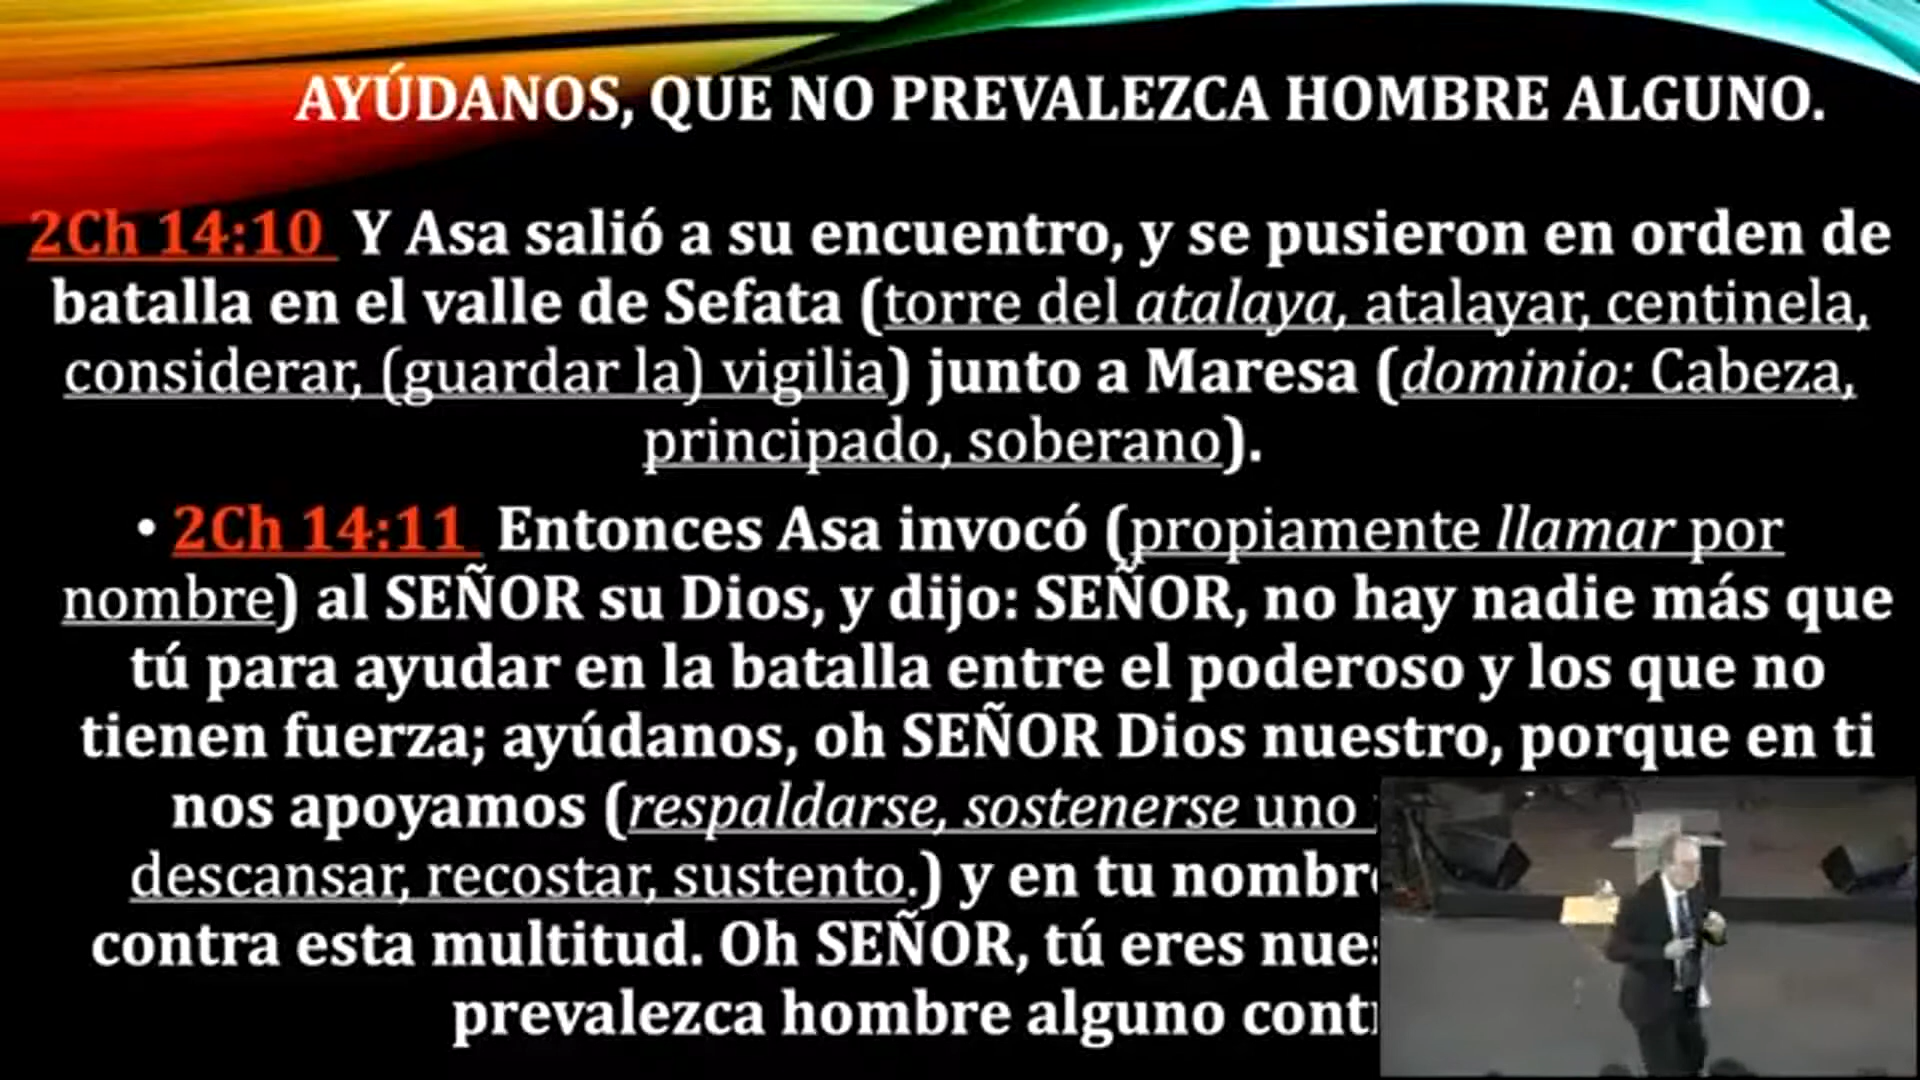 AYÚDANOS, QUE NO PREVALEZCA HOMBRE ALGUNO.
2Ch 14:10 Y Asa salió a su encuentro, y se pusieron en orden de
batalla en el valle de Sefata (torre del atalaya, atalayar, centinela,
considerar, (guardar la) vigilia) junto a Maresa (dominio: Cabeza,
principado, soberano).
• 2Ch 14:11 Entonces Asa invocó (propiamente llamar por
nombre) al SEÑOR su Dios, y dijo: SEÑOR, no hay nadie más que
tú para ayudar en la batalla entre el poderoso y los que no
tienen fuerza; ayúdanos, oh SEÑOR Dios nuestro, porque en ti
nos apoyamos (respaldarse, sostenerse uno
descansar, recostar, sustento.) y en tu
contra esta multitud. Oh SEÑOR, tú eres
prevalezca hombre alguno